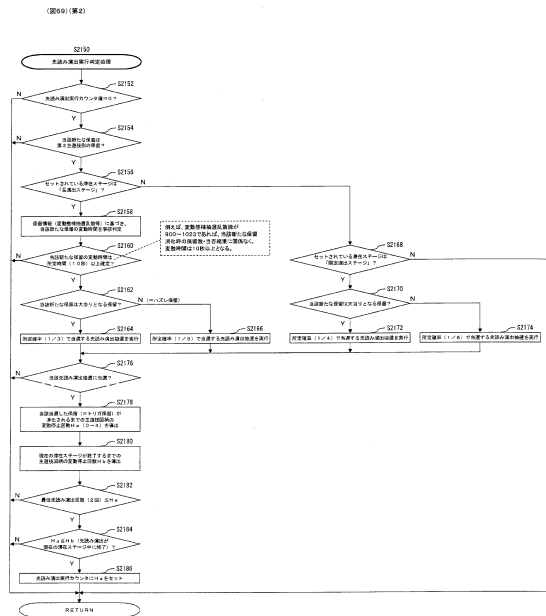 (図69)(第2)
S2150
先読み演出実行判定処理
S2152
先読み演出実行カウンタ値=0？
N
Y
S2154
当該新たな保留は
第2主遊技側の保留？
N
Y
S2156
セットされている滞在ステージは
「長演出ステージ」？
N
Y
S2158
保留情報（変動態様抽選乱数等）に基づき、
当該新たな保留の変動時間を事前判定
例えば、変動態様抽選乱数値が
900～1023であれば、当該新たな保留
消化時の保留数・当否結果に関係なく、
変動時間は10秒以上となる。
S2160
当該新たな保留の変動時間は、
所定時間（10秒）以上確定？
N
Y
S2168
セットされている滞在ステージは
「限定演出ステージ」？
N
Y
S2162
当該新たな保留は大当りとなる保留？
N
（＝ハズレ保留）
Y
S2170
当該新たな保留は大当りとなる保留？
N
Y
S2164
所定確率（1／3）で当選する先読み演出抽選を実行
S2166
所定確率（1／5）で当選する先読み演出抽選を実行
S2172
所定確率（1／4）で当選する先読み演出抽選を実行
S2174
所定確率（1／6）で当選する先読み演出抽選を実行
S2176
当該先読み演出抽選に当選？
N
Y
S2178
当該当選した保留（＝トリガ保留）が
消化されるまでの主遊技図柄の
変動停止回数Ha（0～4）を導出
S2180
現在の滞在ステージが終了するまでの
主遊技図柄の変動停止回数Hbを導出
S2182
最低先読み演出回数（2回）≦Ha
N
Y
S2184
Ha≦Hb（先読み演出が
現在の滞在ステージ中に終了）？
N
Y
S2186
先読み演出実行カウンタにHaをセット
RETURN